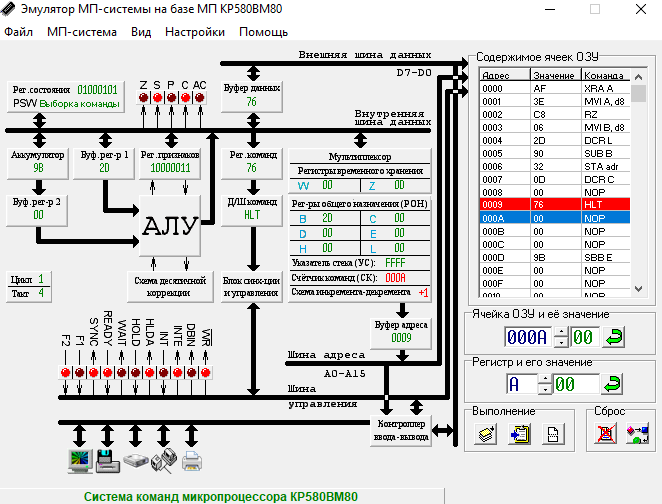 Эмулятор МП-системы на базе МП КР580ВМ80
Файл МП-система Вид Настройки Помощь
Внешняя шина данных
D7-D0
Рег.состояния 01000101
PSW Выборка команды
Z S P C AC
Буфер данных
76
Внутренняя
шина данных
Аккумулятор
9B
Буф.рег-р 1
2D
Рег.признаков
10000011
Рег.команд
76
Буф.рег-р 2
00
АЛУ
Д/Ш команд
HLT
Схема десятичной
коррекции
Блок синх-ции
и управления
Цикл 1
Такт 4
Мультиплексор
Регистры временного хранения
W 00 Z 00
Рег-ры общего назначения (РОН)
B 2D C 00
D 00 E 00
H 00 L 00
Указатель стека (УС): FFFF
Счётчик команд (СК): 000A
Схема инкремента-декремента +1
Буфер адреса
0009
F2 F1 SYNC READY WAIT HOLD HLDA INT INTE DBIN WR
Шина адреса
A0-A15
Шина
управления
Контроллер
ввода-вывода
Система команд микропроцессора КР580ВМ80
Содержимое ячеек ОЗУ
Адрес Значение Команда
0000 AF XRA A
0001 3E MVI A, d8
0002 C8 RZ
0003 06 MVI B, d8
0004 2D DCR L
0005 90 SUB B
0006 32 STA adr
0007 0D DCR C
0008 00 NOP
0009 76 HLT
000A 00 NOP
000B 00 NOP
000C 00 NOP
000D 9B SBB E
000E 00 NOP
000F 00 NOP
0010 00 NOP
Ячейка ОЗУ и её значение
000A 00
Регистр и его значение
A 00
Выполнение
Сброс